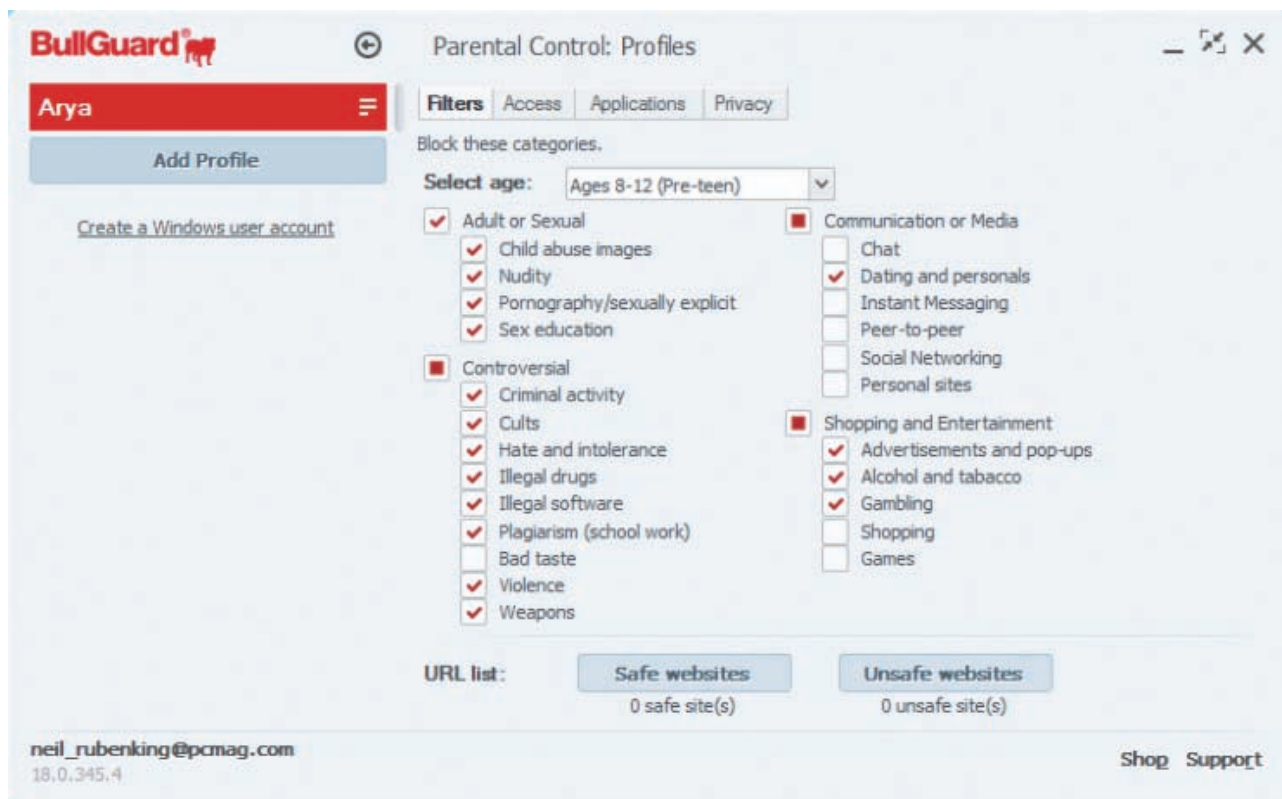 BullGuard®
Parental Control: Profiles
Arya
Add Profile
Create a Windows user account
Filters Access Applications Privacy
Block these categories.
Select age: Ages 8-12 (Pre-teen)
Adult or Sexual
Child abuse images
Nudity
Pornography/sexually explicit
Sex education
Controversial
Criminal activity
Cults
Hate and intolerance
Illegal drugs
Illegal software
Plagiarism (school work)
Bad taste
Violence
Weapons
Communication or Media
Chat
Dating and personals
Instant Messaging
Peer-to-peer
Social Networking
Personal sites
Shopping and Entertainment
Advertisements and pop-ups
Alcohol and tabacco
Gambling
Shopping
Games
URL list: Safe websites Unsafe websites
0 safe site(s) 0 unsafe site(s)
neil_rubenking@pcmag.com
18.0.345.4
Shop Support